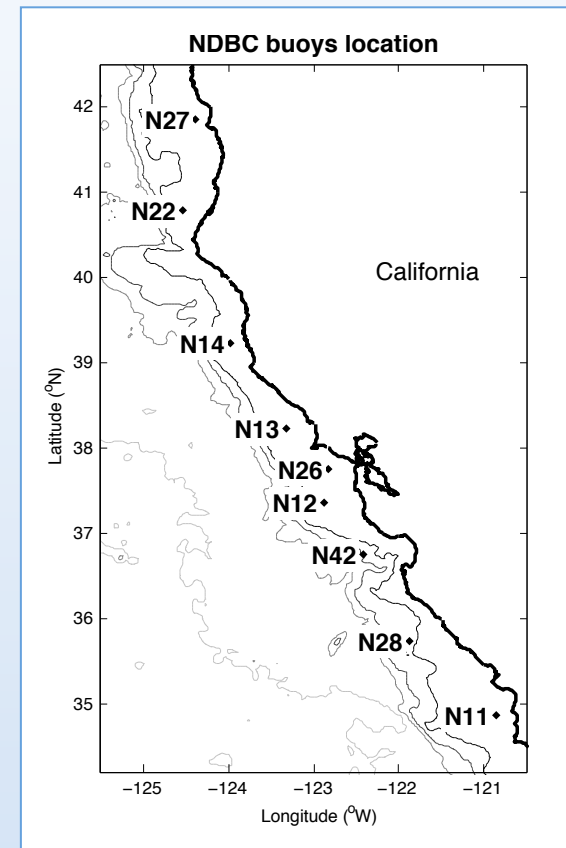 NDBC buoys location
42
N27
41
N22
40
California
39
N14
Latitude (°N)
38
N13
N26
N12
37
N42
36
N28
35
N11
−125
−124
−123
−122
−121
Longitude (°W)